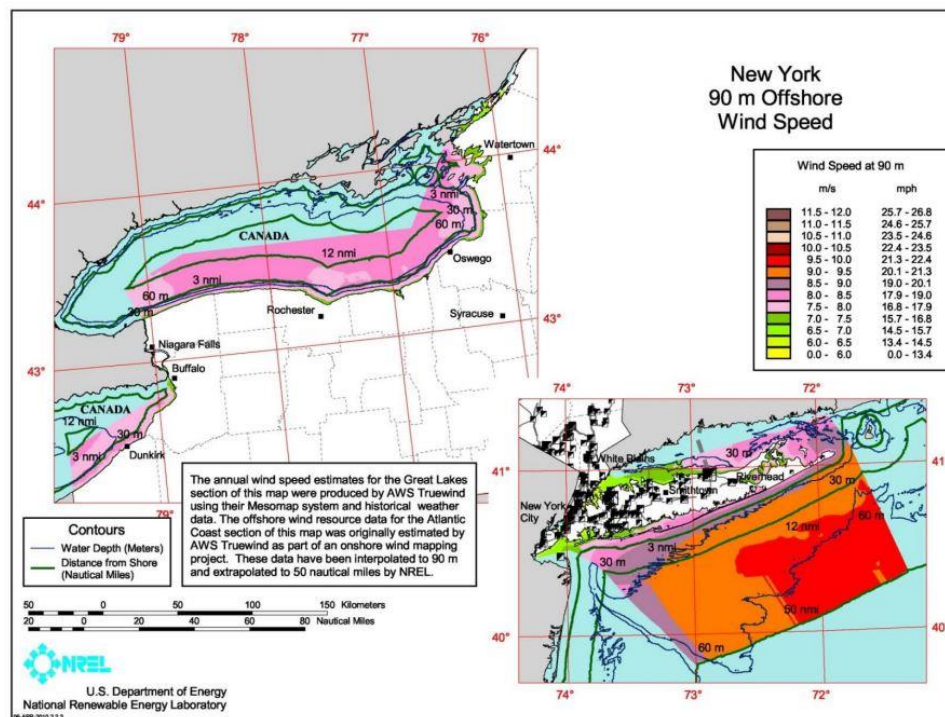 79°
78°
77°
76°
New York
90 m Offshore
Wind Speed
Watertown
44°
44°
3 nmi
30 m
60 m
CANADA
12 nmi
Oswego
3 nmi
60 m
30 m
Rochester
Syracuse
43°
Niagara Falls
43°
Buffalo
CANADA
12 nmi
30 m
3 nmi
Dunkirk
79°
Wind Speed at 90 m
m/s mph
11.5 - 12.0 25.7 - 26.8
11.0 - 11.5 24.6 - 25.7
10.5 - 11.0 23.5 - 24.6
10.0 - 10.5 22.4 - 23.5
9.5 - 10.0 21.3 - 22.4
9.0 - 9.5 20.1 - 21.3
8.5 - 9.0 19.0 - 20.1
8.0 - 8.5 17.9 - 19.0
7.5 - 8.0 16.8 - 17.9
7.0 - 7.5 15.7 - 16.8
6.5 - 7.0 14.5 - 15.7
6.0 - 6.5 13.4 - 14.5
0.0 - 6.0 0.0 - 13.4
74°
73°
72°
30 m
White Plains
41°
41°
Riverhead
Smithtown
30 m
New York
City
60 m
12 nmi
3 nmi
30 m
50 nmi
40°
40°
60 m
74°
73°
72°
The annual wind speed estimates for the Great Lakes
section of this map were produced by AWS Truewind
using their Mesomap system and historical weather
data. The offshore wind resource data for the Atlantic
Coast section of this map was originally estimated by
AWS Truewind as part of an onshore wind mapping
project. These data have been interpolated to 90 m
and extrapolated to 50 nautical miles by NREL.
Contours
Water Depth (Meters)
Distance from Shore
(Nautical Miles)
50 0 50 100 150 Kilometers
20 0 20 40 60 80 Nautical Miles
NREL
U.S. Department of Energy
National Renewable Energy Laboratory